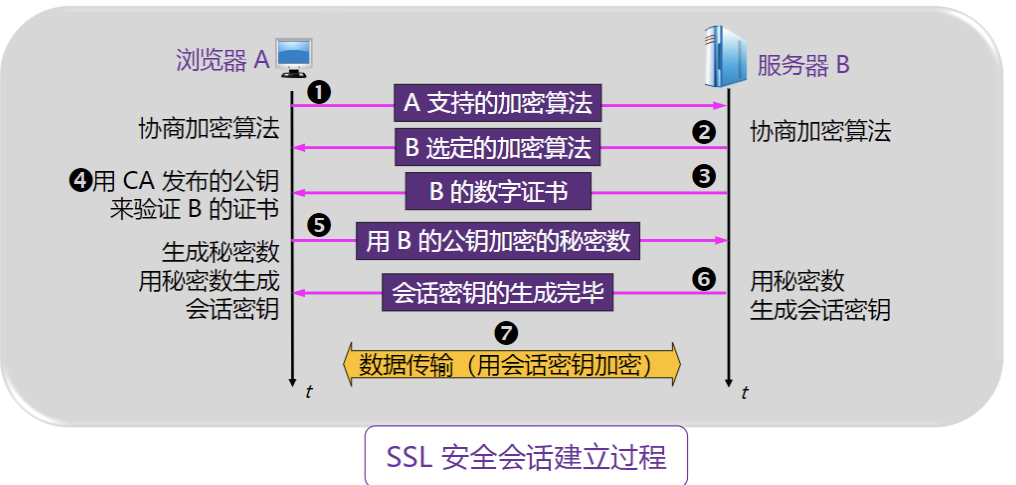 浏览器 A
服务器 B
❶
A 支持的加密算法
协商加密算法
协商加密算法
❷
B 选定的加密算法
❸
B 的数字证书
❹用 CA 发布的公钥
来验证 B 的证书
❺
用 B 的公钥加密的秘密数
生成秘密数
用秘密数生成
会话密钥
❻
会话密钥的生成完毕
用秘密数
生成会话密钥
❼
数据传输（用会话密钥加密）
t
t
SSL 安全会话建立过程